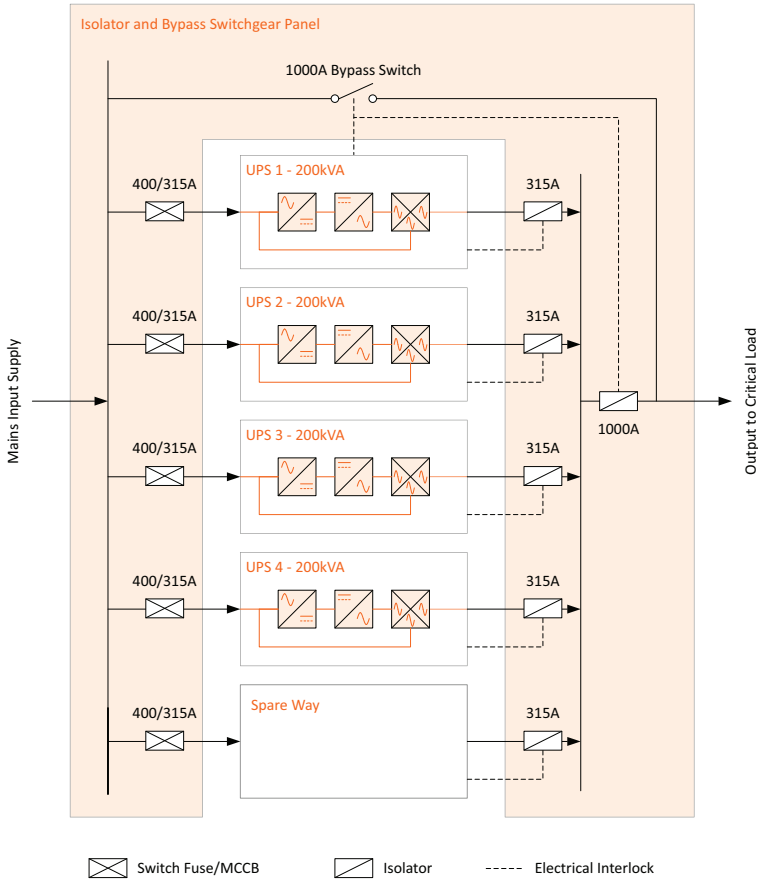 Isolator and Bypass Switchgear Panel
1000A Bypass Switch
UPS 1 - 200kVA
400/315A
315A
UPS 2 - 200kVA
400/315A
315A
Mains Input Supply
Output to Critical Load
1000A
UPS 3 - 200kVA
400/315A
315A
UPS 4 - 200kVA
400/315A
315A
Spare Way
400/315A
315A
Switch Fuse/MCCB
Isolator
Electrical Interlock